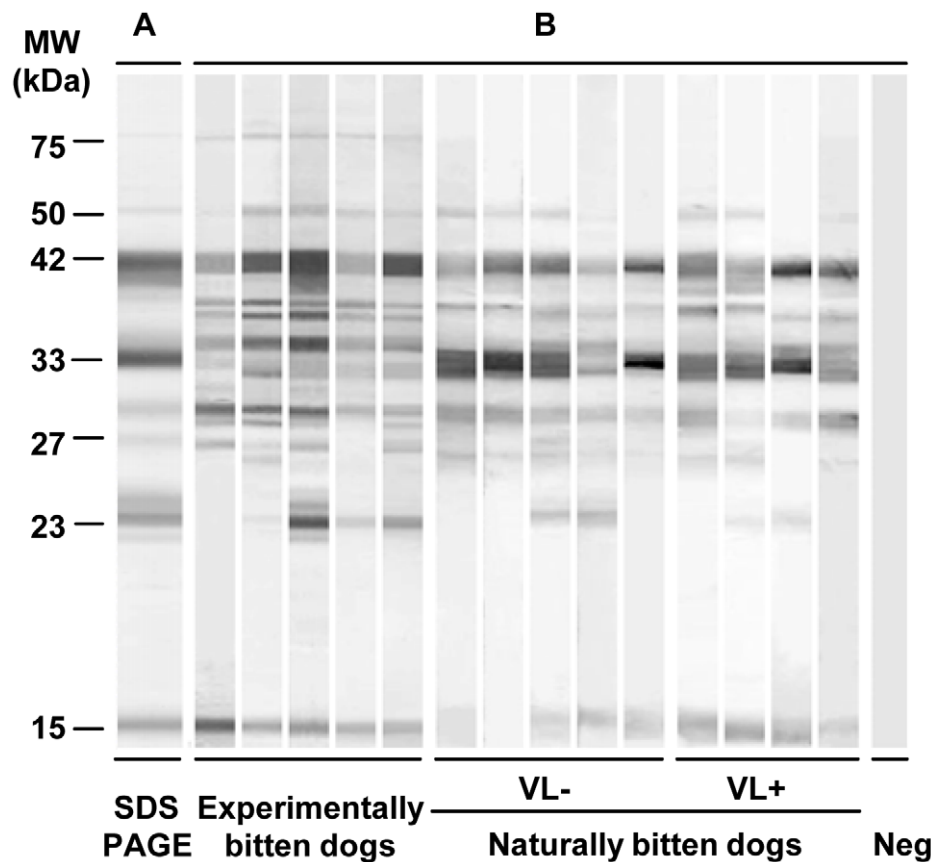 A B
MW
(kDa)
75
50
42
33
27
23
15
VL- VL+
SDS Experimentally
PAGE bitten dogs Naturally bitten dogs Neg